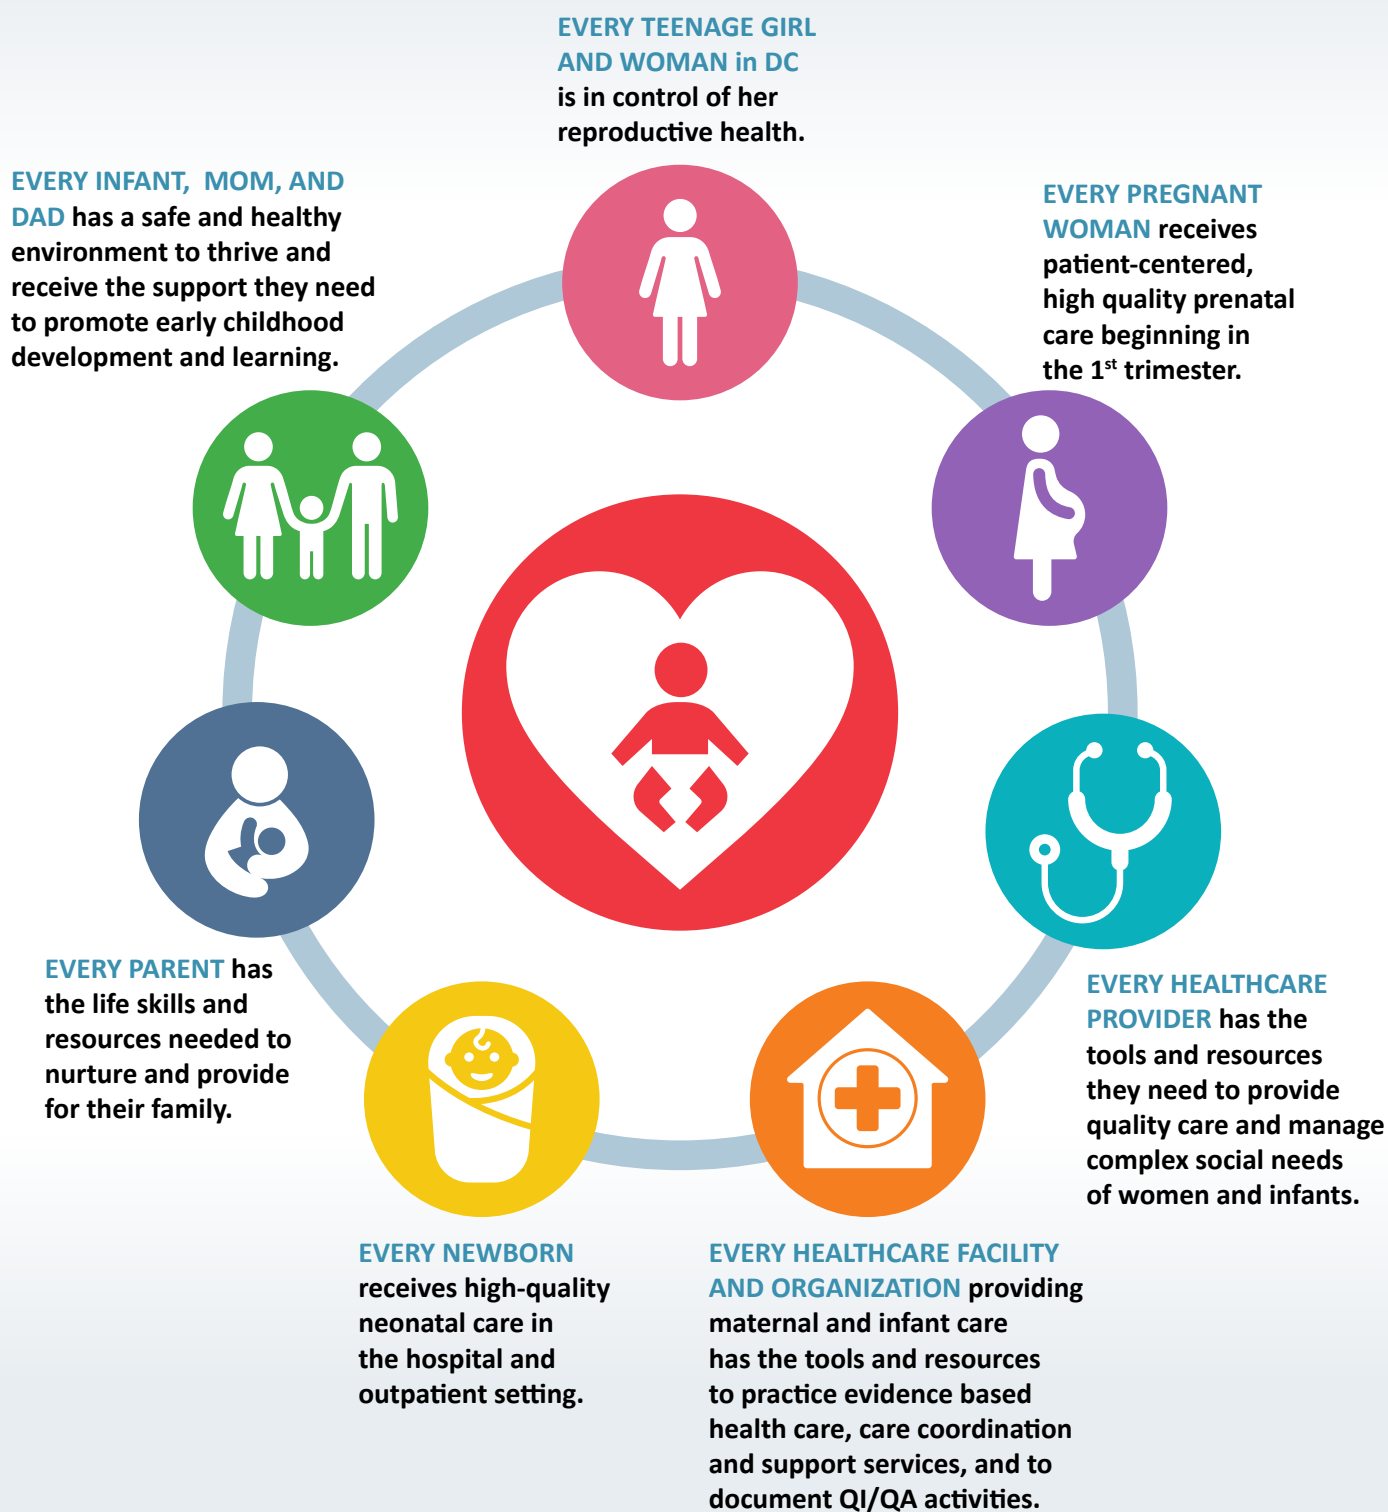 EVERY TEENAGE GIRL
AND WOMAN in DC
is in control of her
reproductive health.
EVERY PREGNANT
WOMAN receives
patient-centered,
high quality prenatal
care beginning in
the 1st trimester.
EVERY HEALTHCARE
PROVIDER has the
tools and resources
they need to provide
quality care and manage
complex social needs
of women and infants.
EVERY HEALTHCARE FACILITY
AND ORGANIZATION providing
maternal and infant care
has the tools and resources
to practice evidence based
health care, care coordination
and support services, and to
document QI/QA activities.
EVERY NEWBORN
receives high-quality
neonatal care in
the hospital and
outpatient setting.
EVERY PARENT has
the life skills and
resources needed to
nurture and provide
for their family.
EVERY INFANT, MOM, AND
DAD has a safe and healthy
environment to thrive and
receive the support they need
to promote early childhood
development and learning.